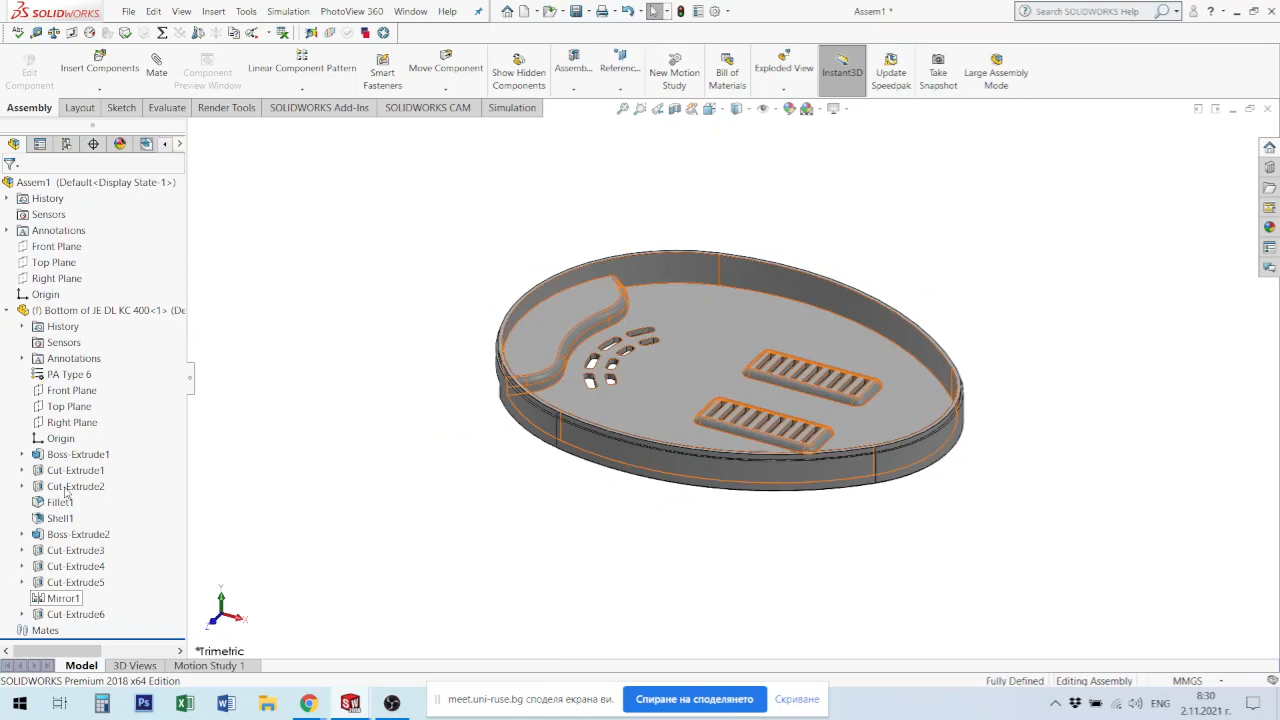 SOLIDWORKS File Edit View Insert Tools Simulation PhotoView 360 Window Help Assem1 * Search SOLIDWORKS Help
Edit Component
Insert Components
Mate
Component Preview Window
Linear Component Pattern
Smart Fasteners
Move Component
Show Hidden Components
Assemb...
Referenc...
New Motion Study
Bill of Materials
Exploded View
Instant3D
Update Speedpak
Take Snapshot
Large Assembly Mode
Assembly Layout Sketch Evaluate Render Tools SOLIDWORKS Add-Ins SOLIDWORKS CAM Simulation
Assem1 (Default<Display State-1>)
History
Sensors
Annotations
Front Plane
Top Plane
Right Plane
Origin
(f) Bottom of JE DL KC 400<1> (De
History
Sensors
Annotations
PA Type 6
Front Plane
Top Plane
Right Plane
Origin
Boss-Extrude1
Cut-Extrude1
Cut-Extrude2
Fillet1
Shell1
Boss-Extrude2
Cut-Extrude3
Cut-Extrude4
Cut-Extrude5
Mirror1
Cut-Extrude6
Mates
Y
X
Z
*Trimetric
Model 3D Views Motion Study 1
SOLIDWORKS Premium 2018 x64 Edition Fully Defined Editing Assembly MMGS
meet.uni-ruse.bg споделя екрана ви. Спиране на споделянето Скриване
ENG
8:30
2.11.2021 г.